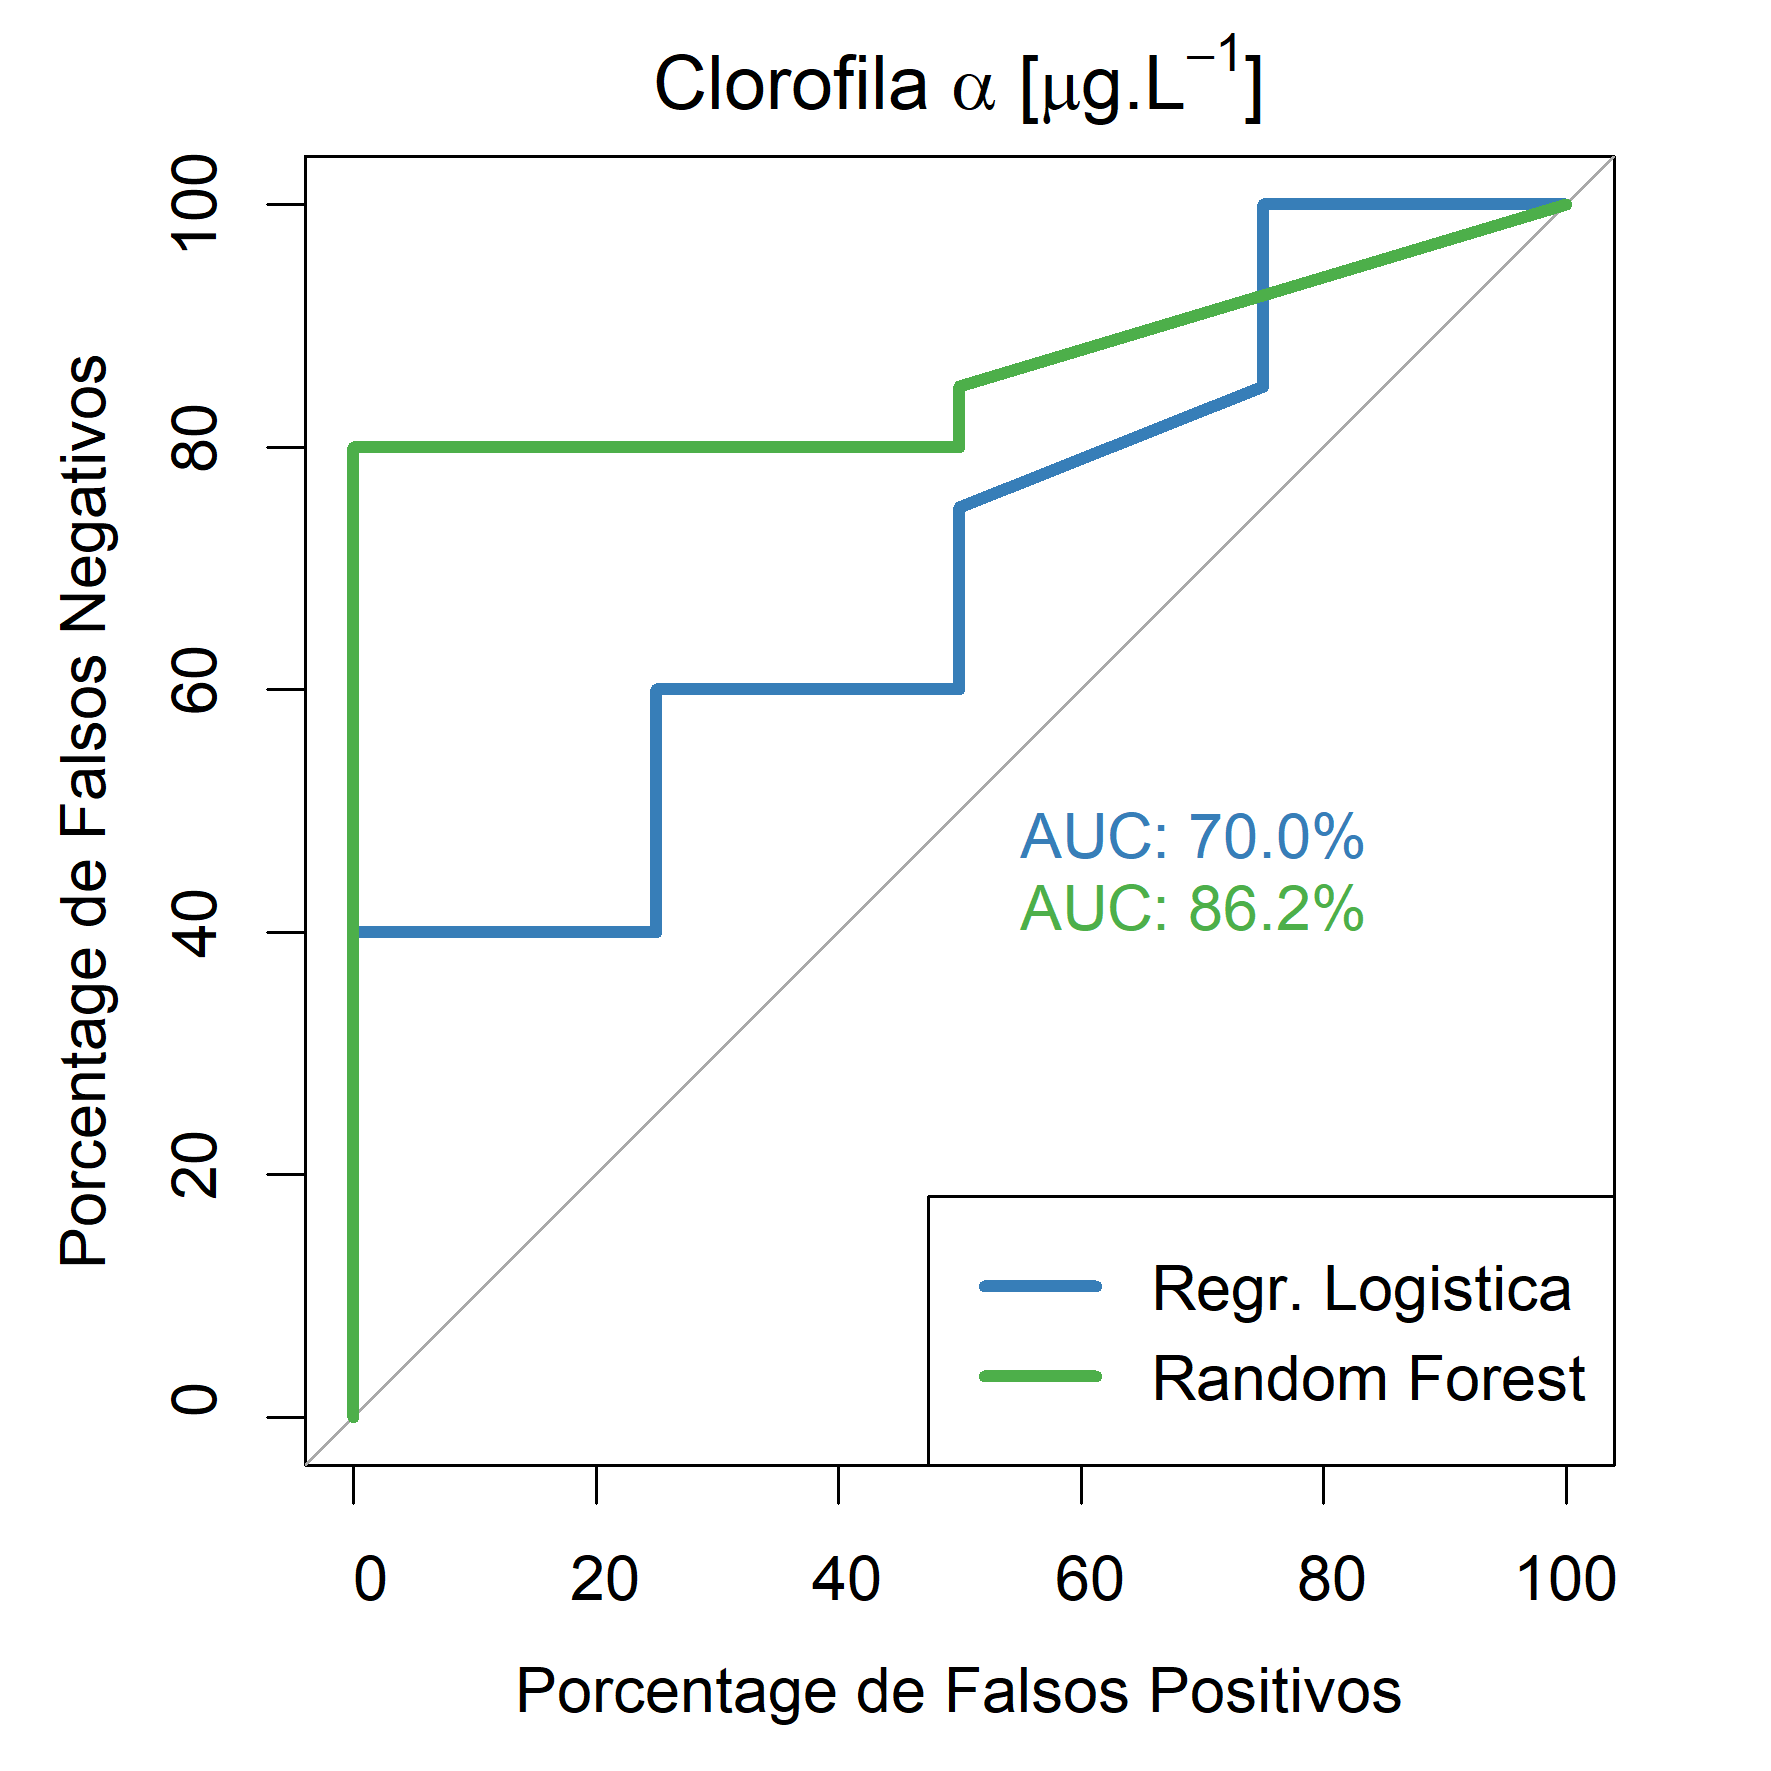 Clorofila α [μg.L⁻¹]
Porcentage de Falsos Negativos
100
80
60
40
20
0
AUC: 70.0%
AUC: 86.2%
Regr. Logistica
Random Forest
0 20 40 60 80 100
Porcentage de Falsos Positivos